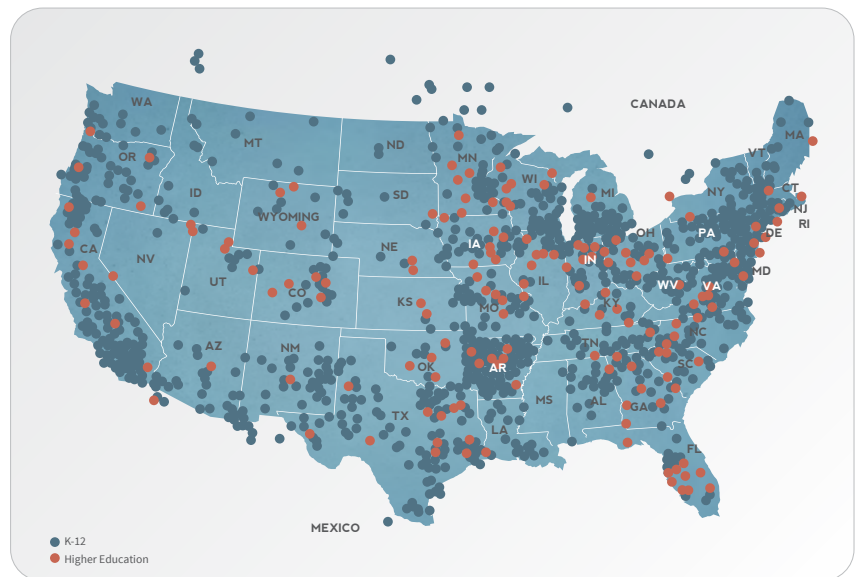 CANADA
WA
MT
ND
MN
OR
ID
WYOMING
SD
WI
MI
NY
VT
MA
CT
NJ
RI
CA
NV
UT
CO
NE
IA
IL
IN
OH
PA
DE
MD
WV
VA
KS
MO
KY
AZ
NM
OK
AR
TN
NC
SC
TX
LA
MS
AL
GA
FL
MEXICO
K-12
Higher Education